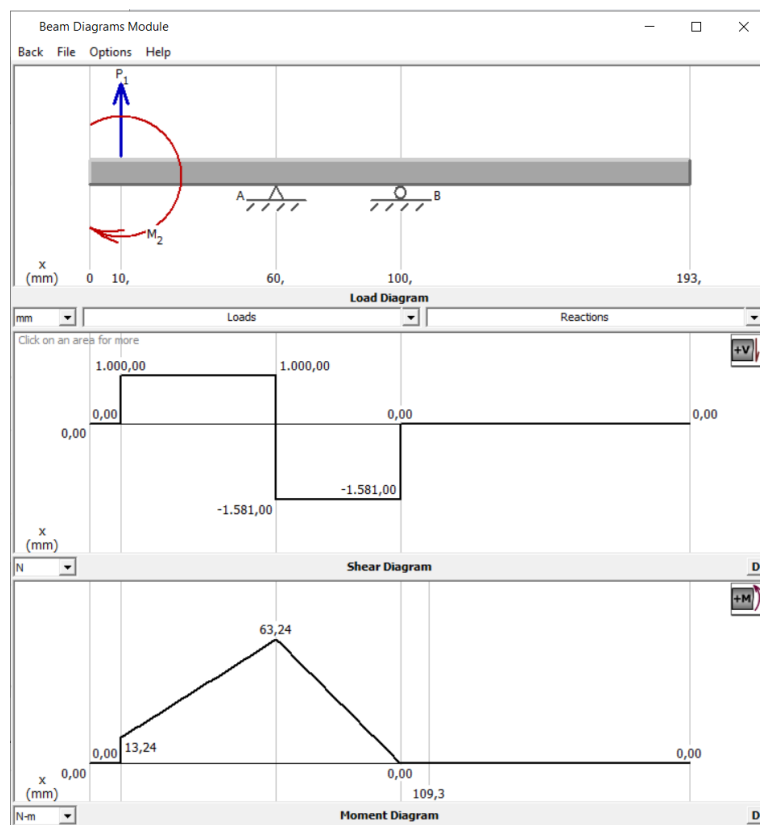 Beam Diagrams Module
Back File Options Help
P1
A
B
M2
x
(mm)
0 10, 60, 100, 193,
Load Diagram
mm Loads Reactions
Click on an area for more
+V
1.000,00 1.000,00
0,00 0,00 0,00
0,00
-1.581,00
-1.581,00
x
(mm)
N Shear Diagram D
+M
63,24
0,00 13,24 0,00
0,00 0,00
x
(mm)
109,3
N-m Moment Diagram D